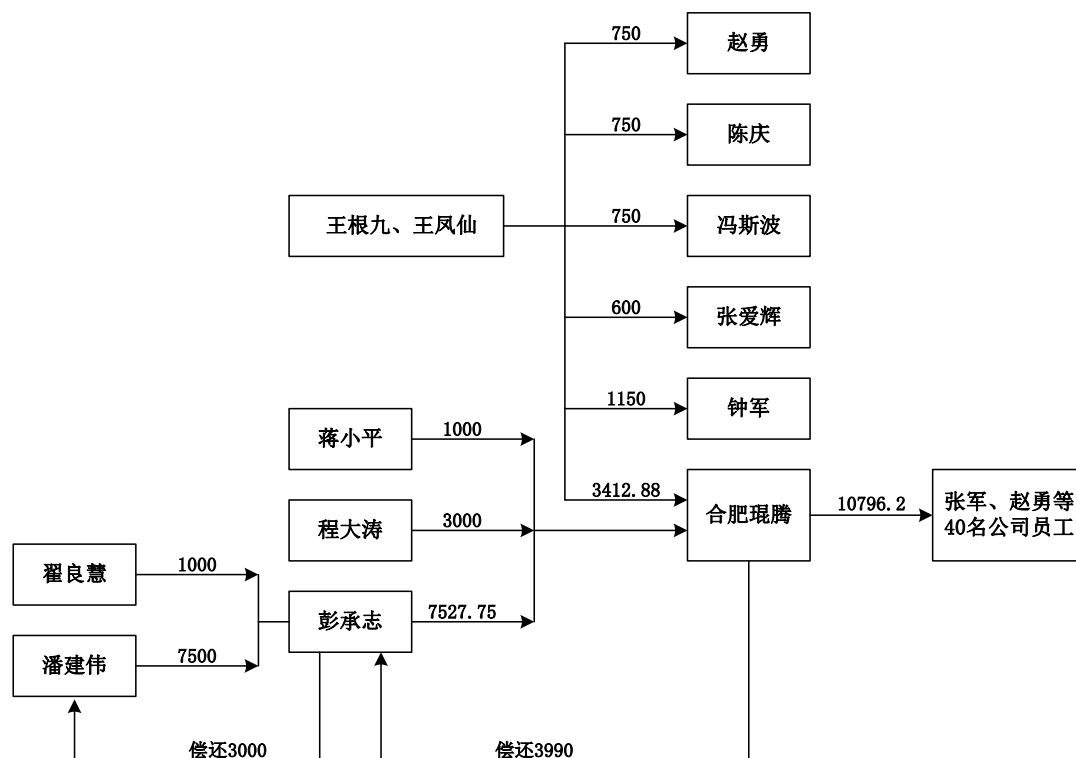 750
赵勇
750
陈庆
王根九、王凤仙
750
冯斯波
600
张爱辉
1150
钟军
蒋小平
1000
3412.88
合肥琨腾
10796.2
张军、赵勇等
40名公司员工
程大涛
3000
翟良慧
1000
彭承志
7527.75
潘建伟
7500
偿还3000
偿还3990